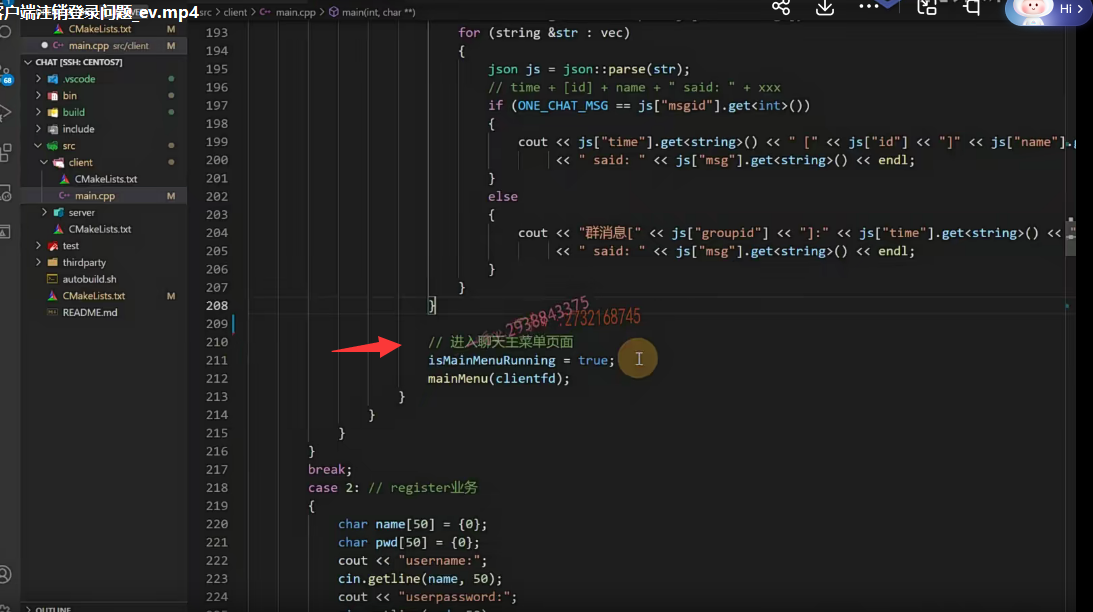 客户端注销登录问题_ev.mp4
src > client > main.cpp > main(int, char **)
Hi >
CMakeLists.txt M
main.cpp src/client M
CHAT [SSH: CENTOS7]
68
.vscode
bin
build
include
src
client
CMakeLists.txt
main.cpp M
server
CMakeLists.txt
test
thirdparty
autobuild.sh
CMakeLists.txt M
README.md
OUTLINE
193 for (string &str : vec)
194 {
195 json js = json::parse(str);
196 // time + [id] + name + " said: " + xxx
197 if (ONE_CHAT_MSG == js["msgid"].get<int>())
198 {
199 cout << js["time"].get<string>() << " [" << js["id"] << "]" << js["name"].g
200 << " said: " << js["msg"].get<string>() << endl;
201 }
202 else
203 {
204 cout << "群消息[" << js["groupid"] << "]:" << js["time"].get<string>() <<
205 << " said: " << js["msg"].get<string>() << endl;
206 }
207 }
208 }
209
2938843375
:2732168745
210 // 进入聊天主菜单页面
211 isMainMenuRunning = true;
212 mainMenu(clientfd);
213 }
214 }
215 }
216 }
217 break;
218 case 2: // register业务
219 {
220 char name[50] = {0};
221 char pwd[50] = {0};
222 cout << "username:";
223 cin.getline(name, 50);
224 cout << "userpassword:";